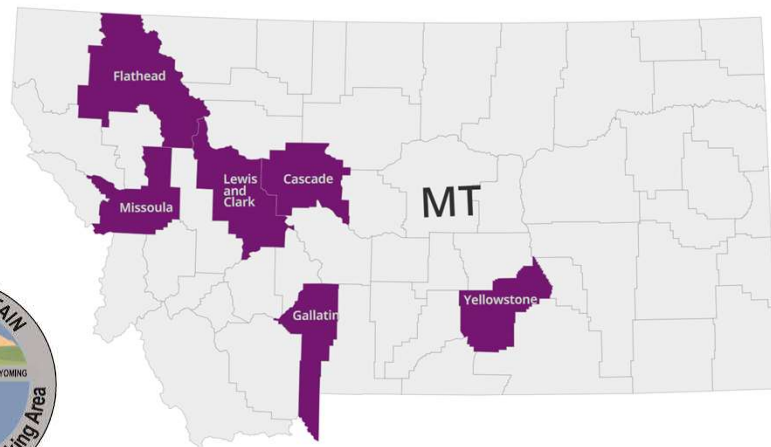 Flathead
Lewis
and
Clark
Cascade
Missoula
MT
Gallatin
Yellowstone